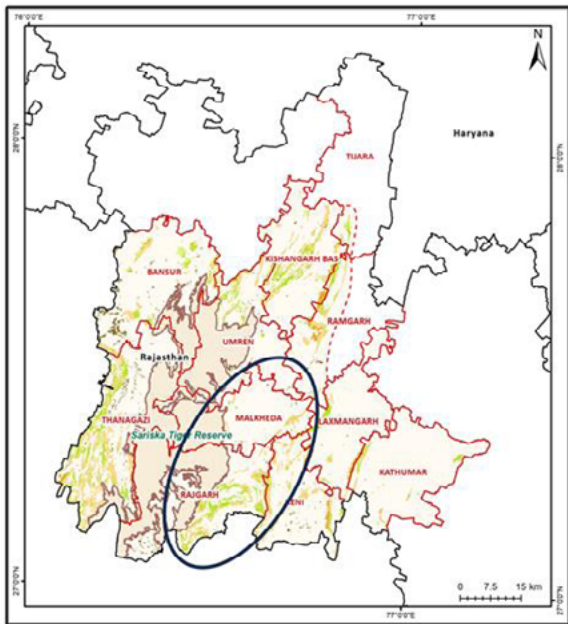 76°0'0"E
77°0'0"E
N
28°0'0"N
28°0'0"N
Haryana
TIJARA
KISHANGARH BAS
BANSUR
RAMGARH
UMREN
Rajasthan
MALKHEDA
LAXMANGARH
THANAGAZI
Sariska Tiger Reserve
KATHUMAR
RAJGARH
RENI
0 7.5 15 km
27°0'0"N
27°0'0"N
77°0'0"E